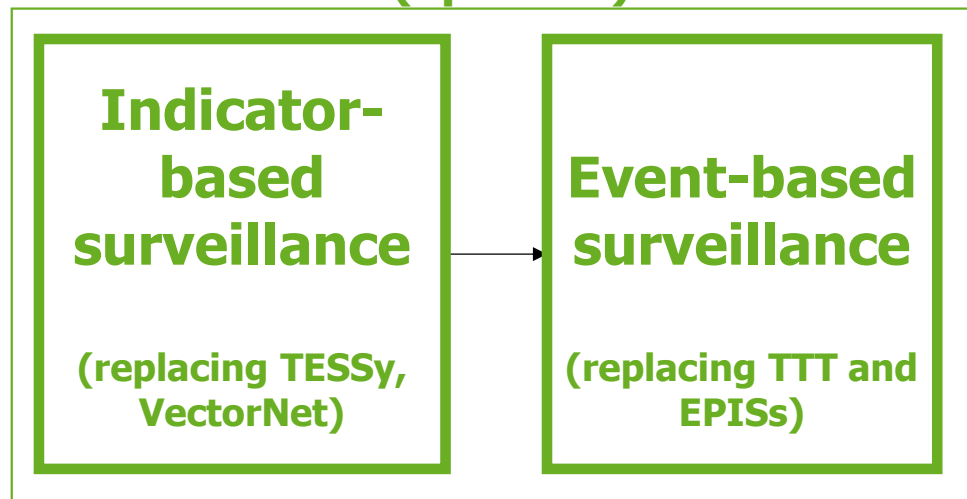 Indicator-
based
surveillance
(replacing TESSy,
VectorNet)
Event-based
surveillance
(replacing TTT and
EPISs)